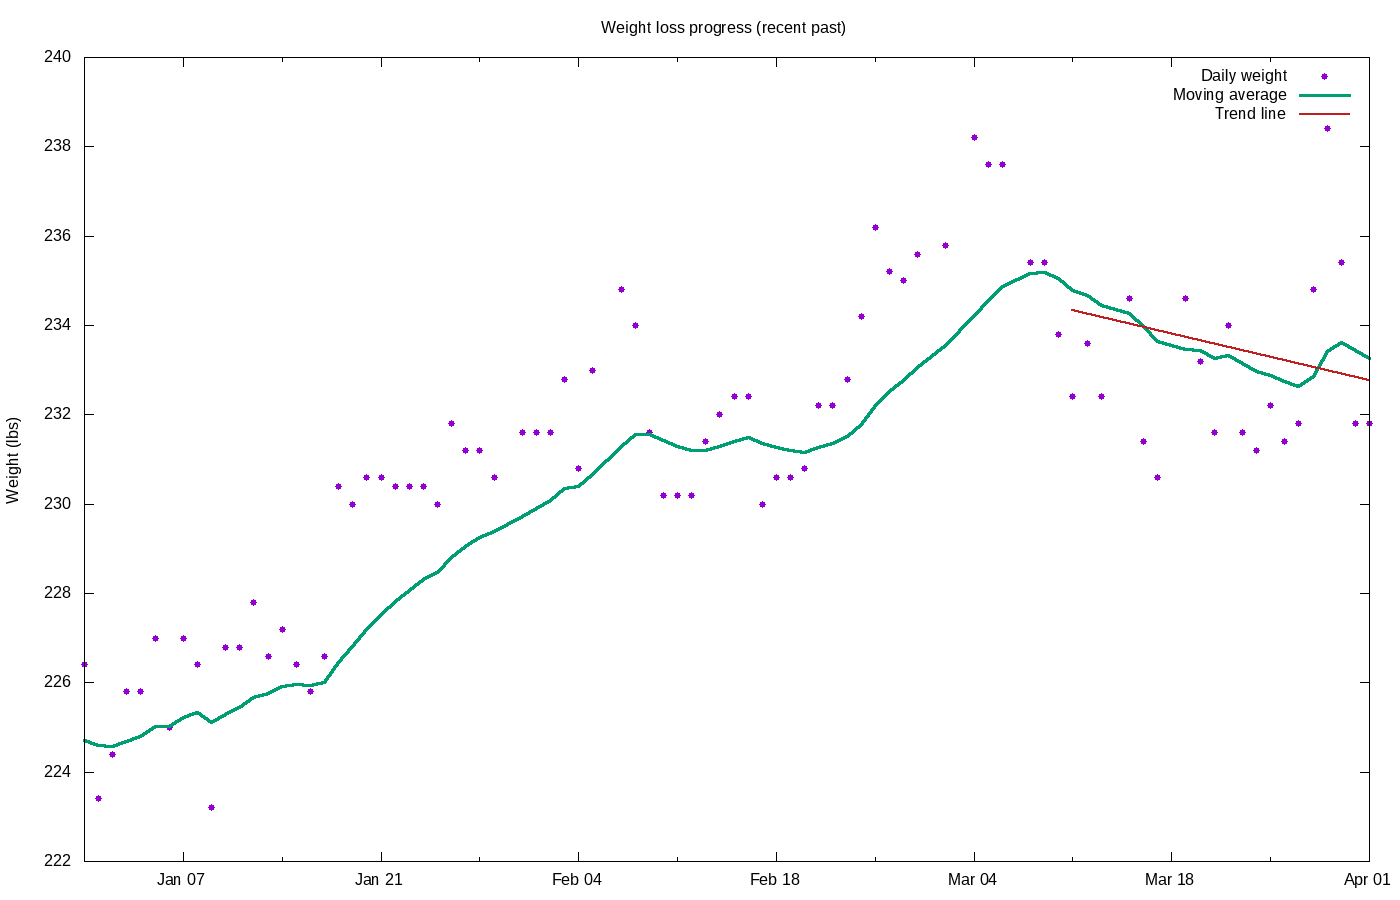 Weight loss progress (recent past)
Daily weight
Moving average
Trend line
Weight (lbs)
240
238
236
234
232
230
228
226
224
222
Jan 07 Jan 21 Feb 04 Feb 18 Mar 04 Mar 18 Apr 01